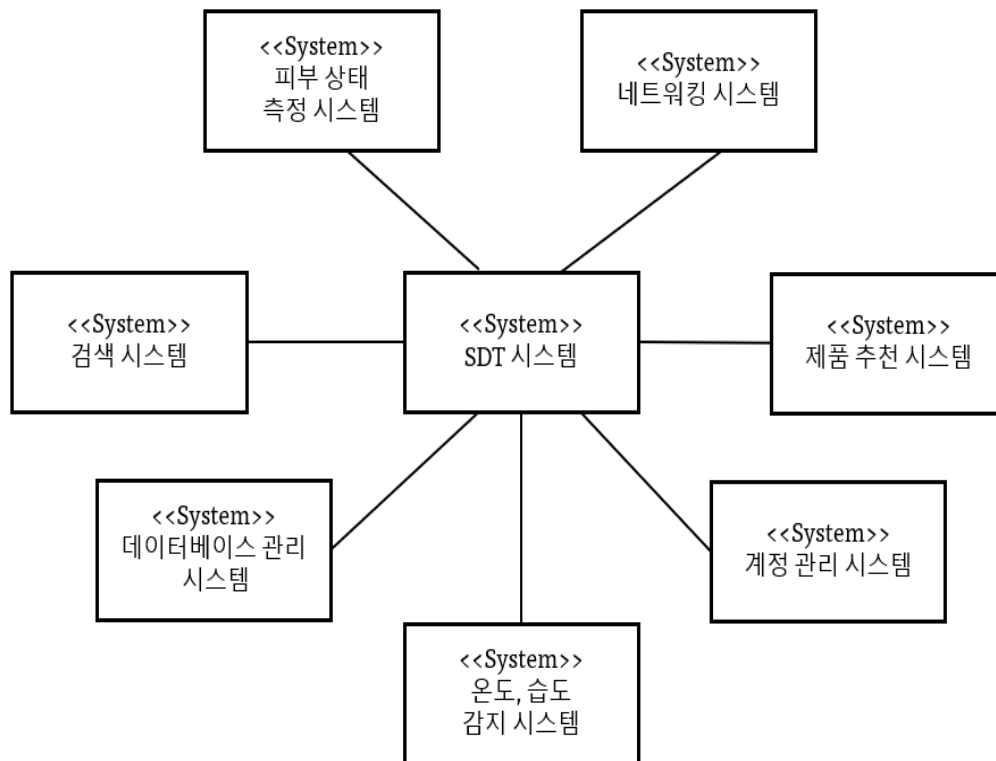 <<System>>
피부 상태
측정 시스템
<<System>>
네트워킹 시스템
<<System>>
검색 시스템
<<System>>
SDT 시스템
<<System>>
제품 추천 시스템
<<System>>
데이터베이스 관리
시스템
<<System>>
계정 관리 시스템
<<System>>
온도, 습도
감지 시스템